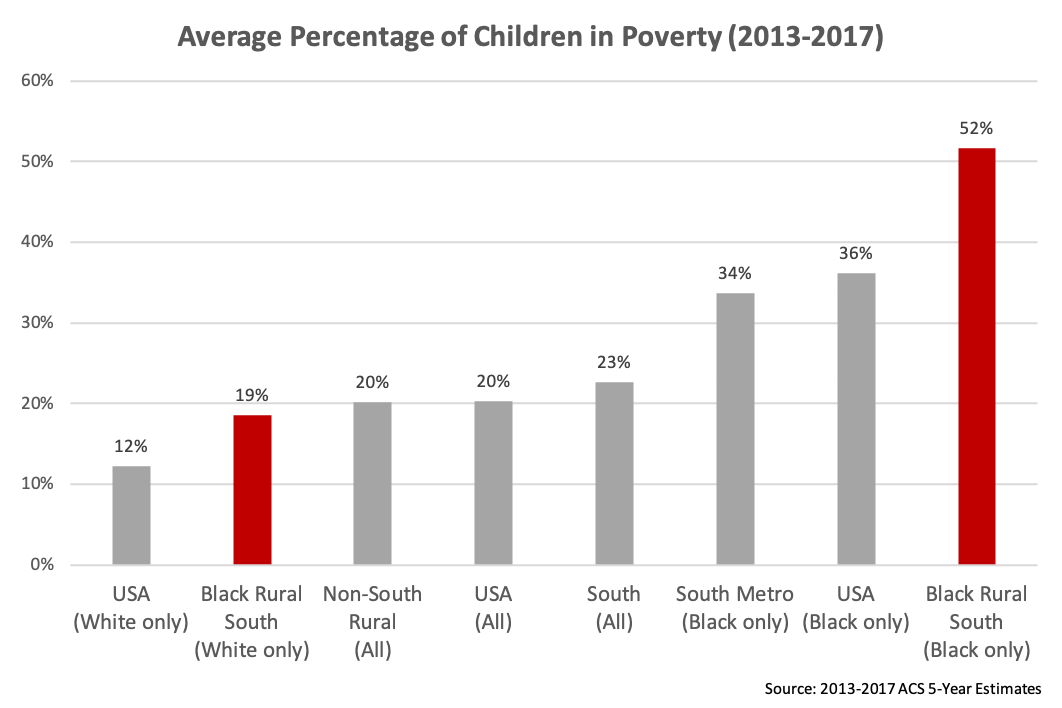 Average Percentage of Children in Poverty (2013-2017)
60%
50%
40%
30%
20%
10%
0%
12%
19%
20%
20%
23%
34%
36%
52%
USA
(White only)
Black Rural
South
(White only)
Non-South
Rural
(All)
USA
(All)
South
(All)
South Metro
(Black only)
USA
(Black only)
Black Rural
South
(Black only)
Source: 2013-2017 ACS 5-Year Estimates